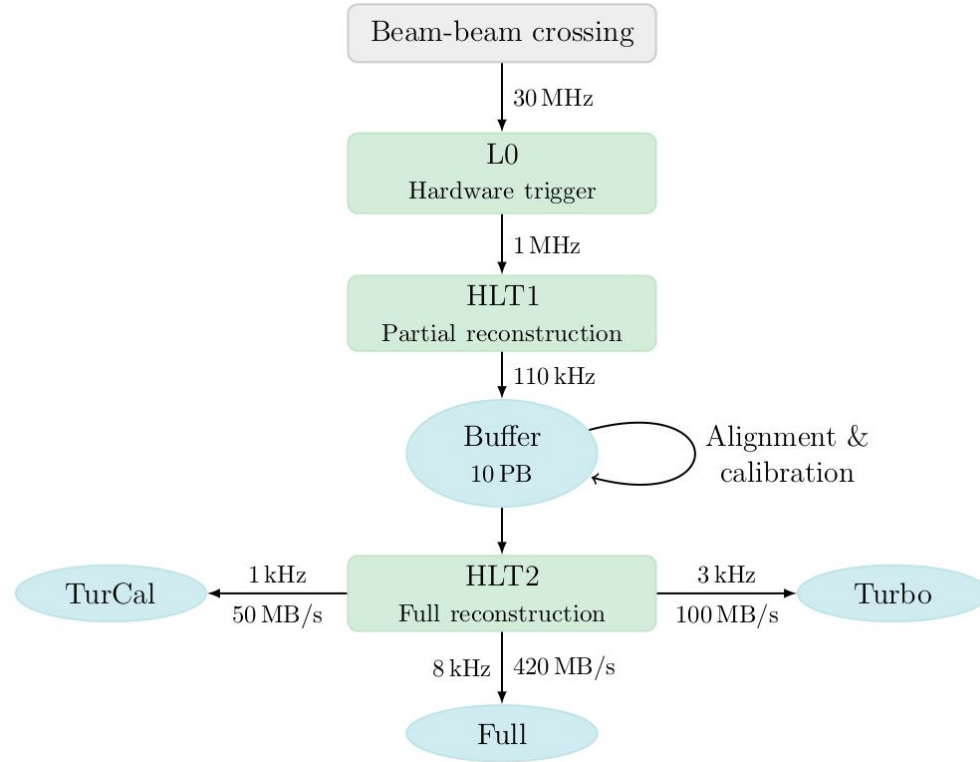 Beam-beam crossing
30 MHz
L0
Hardware trigger
1 MHz
HLT1
Partial reconstruction
110 kHz
Buffer
10 PB
Alignment &
calibration
TurCal
1 kHz
50 MB/s
HLT2
Full reconstruction
3 kHz
100 MB/s
Turbo
8 kHz
420 MB/s
Full